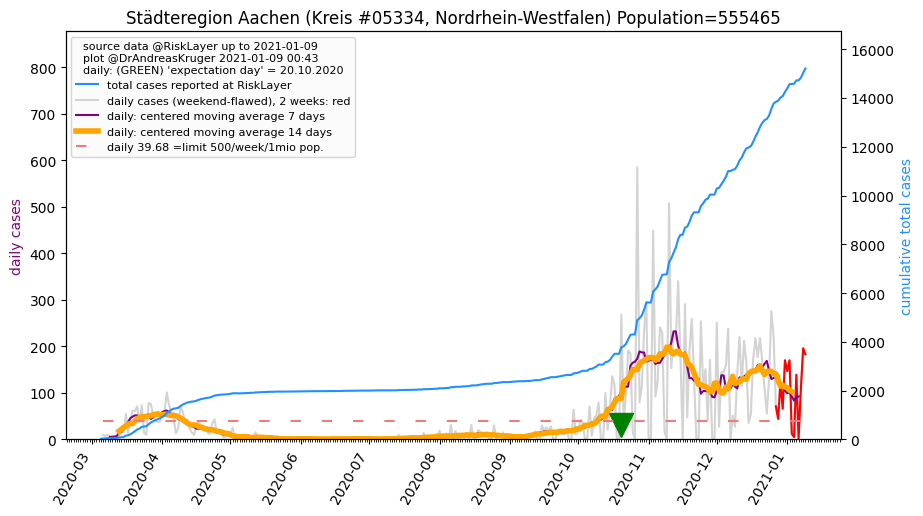 Städteregion Aachen (Kreis #05334, Nordrhein-Westfalen) Population=555465
source data @RiskLayer up to 2021-01-09
plot @DrAndreasKruger 2021-01-09 00:43
daily: (GREEN) 'expectation day' = 20.10.2020
total cases reported at RiskLayer
daily cases (weekend-flawed), 2 weeks: red
daily: centered moving average 7 days
daily: centered moving average 14 days
daily 39.68 =limit 500/week/1mio pop.
daily cases
800
700
600
500
400
300
200
100
0
cumulative total cases
16000
14000
12000
10000
8000
6000
4000
2000
0
2020-03
2020-04
2020-05
2020-06
2020-07
2020-08
2020-09
2020-10
2020-11
2020-12
2021-01